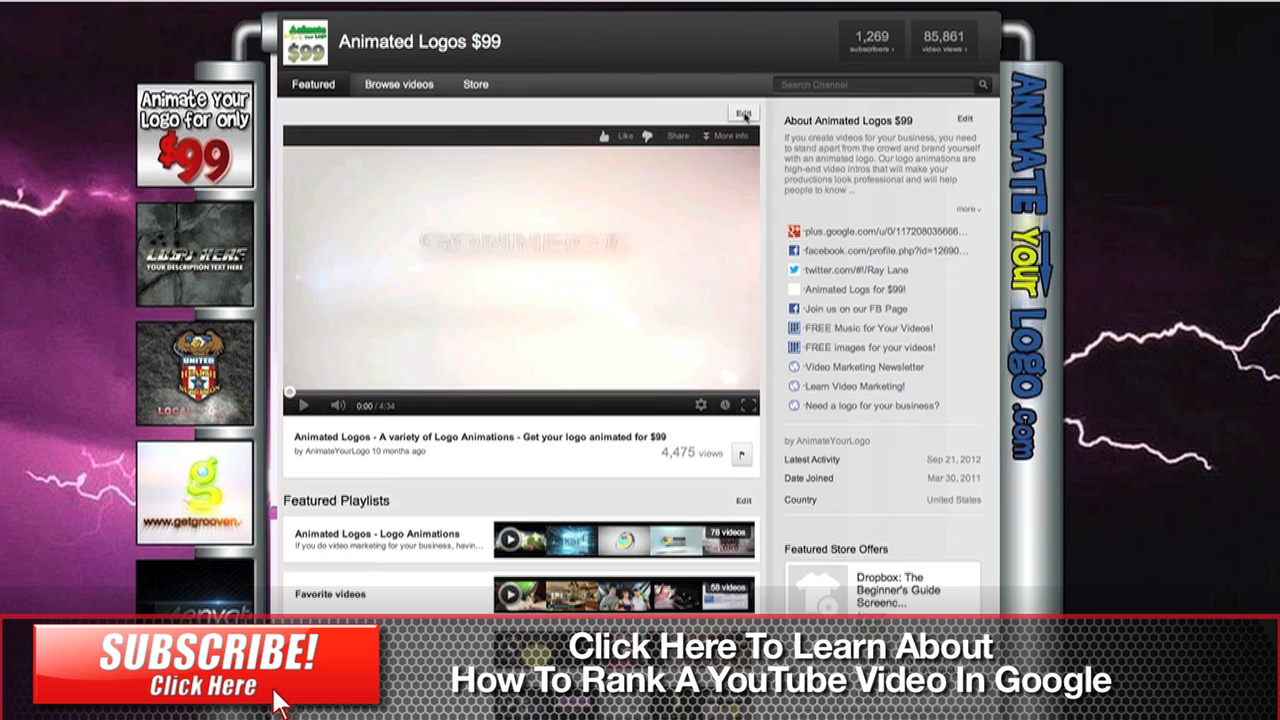 Animate
$99
Animated Logos $99
1,269
subscribers ›
85,861
video views ›
Featured
Browse videos
Store
Search Channel
Animate Your
Logo for only
$99
Edit
Like
Share
More info
CONNECT
0:00 / 4:34
LOGO HERE
YOUR DESCRIPTION TEXT HERE
UNITED
www.getgrooven.
Animated Logos - A variety of Logo Animations - Get your logo animated for $99
by AnimateYourLogo 10 months ago
4,475 views
Featured Playlists
Edit
Animated Logos - Logo Animations
If you do video marketing for your business, havin...
78 videos
Favorite videos
58 videos
About Animated Logos $99
Edit
If you create videos for your business, you need
to stand apart from the crowd and brand yourself
with an animated logo. Our logo animations are
high-end video intros that will make your
productions look professional and will help
people to know ...
more
plus.google.com/u/0/117208035666...
facebook.com/profile.php?id=12690...
twitter.com/#!/Ray Lane
Animated Logs for $99!
Join us on our FB Page
FREE Music for Your Videos!
FREE images for your videos!
Video Marketing Newsletter
Learn Video Marketing!
Need a logo for your business?
by AnimateYourLogo
Latest Activity Sep 21, 2012
Date Joined Mar 30, 2011
Country United States
Featured Store Offers
Dropbox: The
Beginner's Guide
Screenc...
ANIMATE YOUR LOGO.com
SUBSCRIBE!
Click Here
Click Here To Learn About
How To Rank A YouTube Video In Google